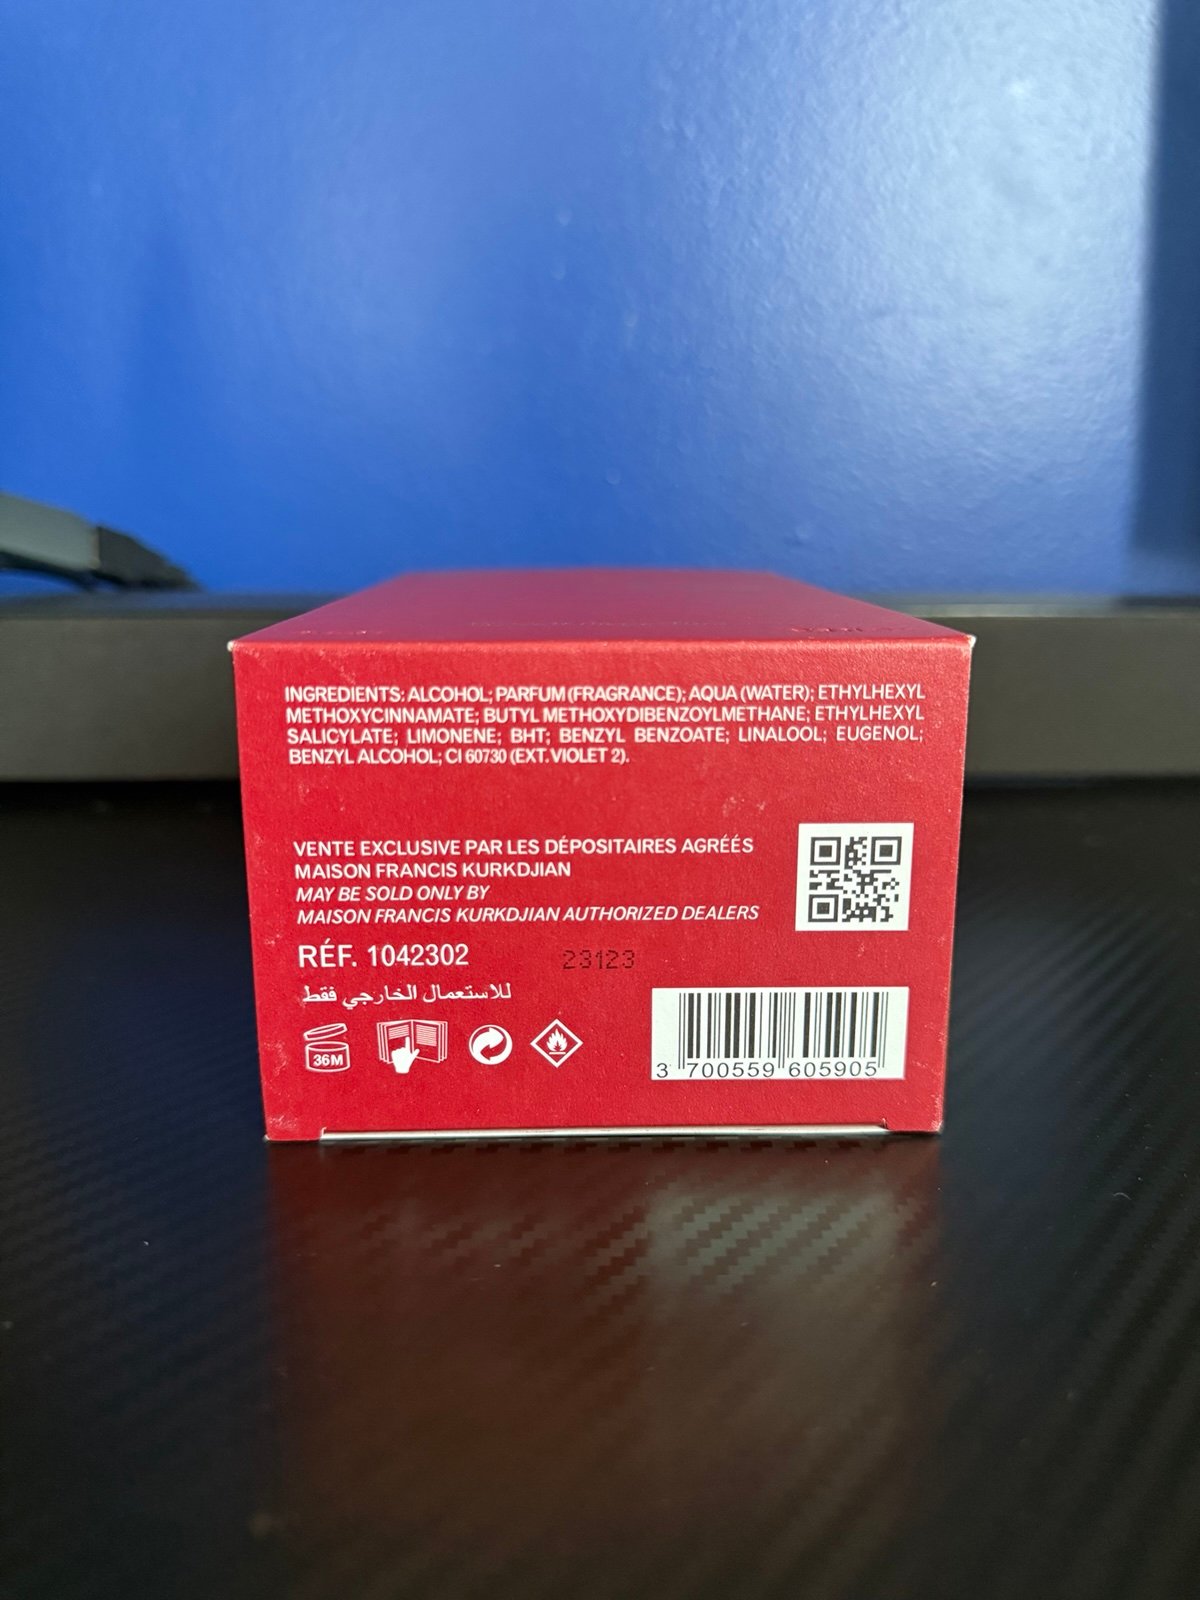 INGREDIENTS: ALCOHOL; PARFUM (FRAGRANCE); AQUA (WATER); ETHYLHEXYL
METHOXYCINNAMATE; BUTYL METHOXYDIBENZOYLMETHANE; ETHYLHEXYL
SALICYLATE; LIMONENE; BHT; BENZYL BENZOATE; LINALOOL; EUGENOL;
BENZYL ALCOHOL; CI 60730 (EXT. VIOLET 2).
VENTE EXCLUSIVE PAR LES DÉPOSITAIRES AGRÉÉS
MAISON FRANCIS KURKDJIAN
MAY BE SOLD ONLY BY
MAISON FRANCIS KURKDJIAN AUTHORIZED DEALERS
RÉF. 1042302
23123
للاستعمال الخارجي فقط
36M
3 700559 605905